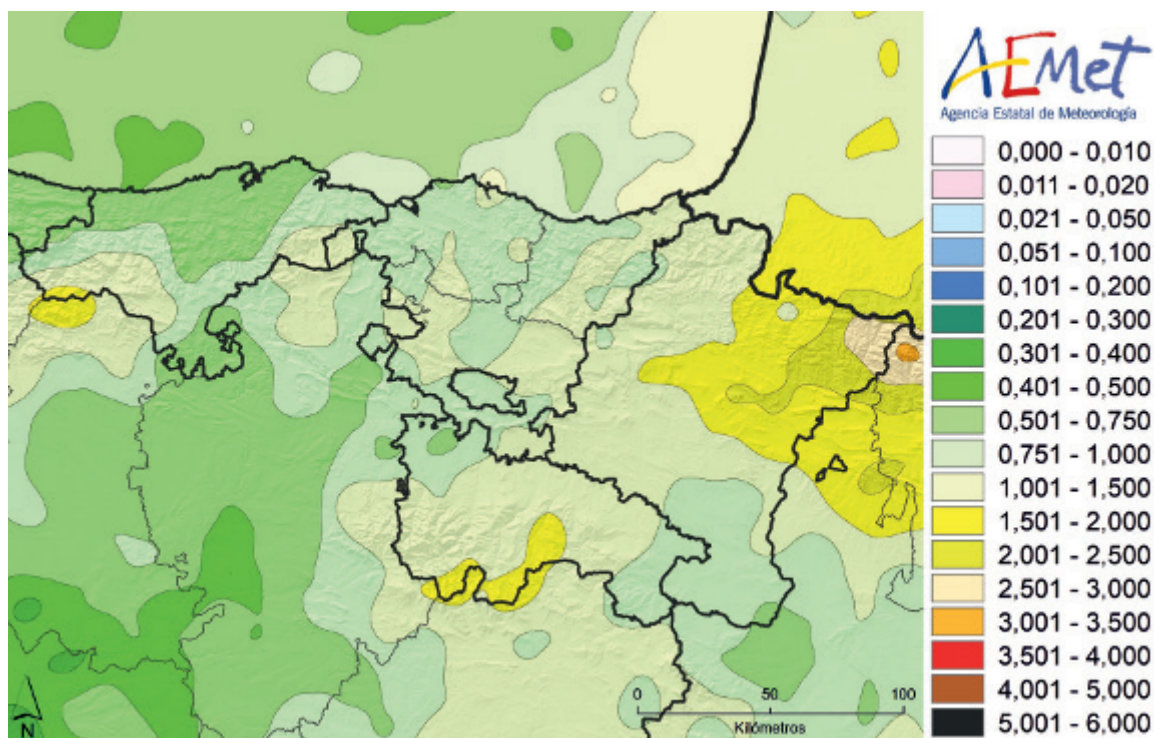 AEMet
Agencia Estatal de Meteorología
0,000 - 0,010
0,011 - 0,020
0,021 - 0,050
0,051 - 0,100
0,101 - 0,200
0,201 - 0,300
0,301 - 0,400
0,401 - 0,500
0,501 - 0,750
0,751 - 1,000
1,001 - 1,500
1,501 - 2,000
2,001 - 2,500
2,501 - 3,000
3,001 - 3,500
3,501 - 4,000
4,001 - 5,000
5,001 - 6,000
0 50 100
Kilómetros
N